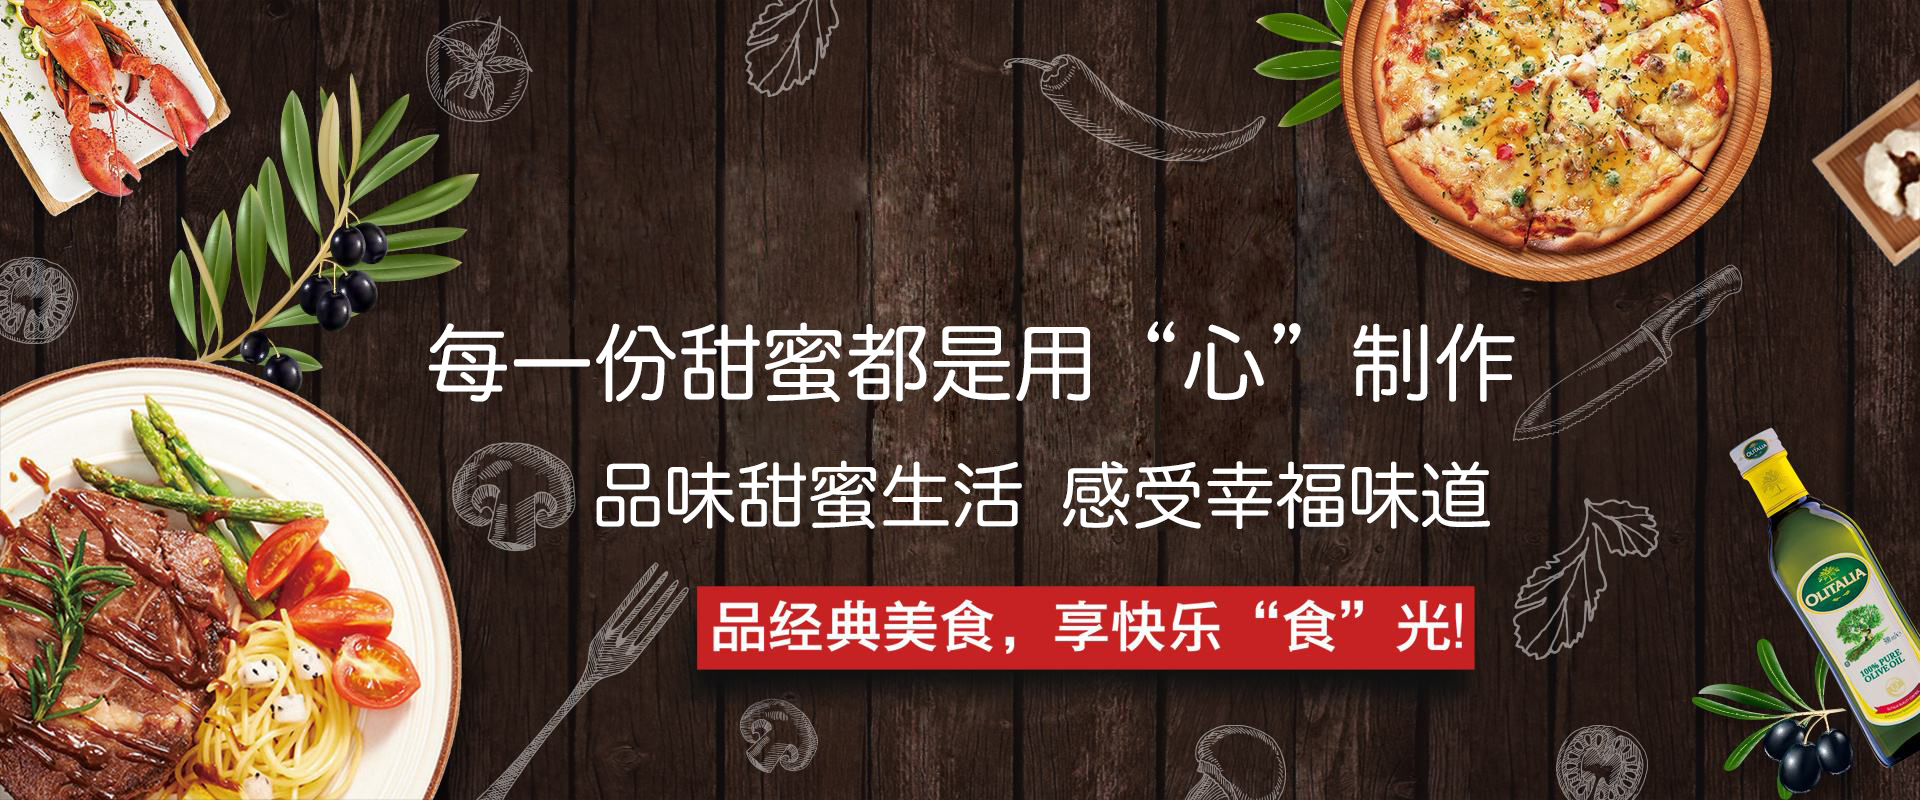 每一份甜蜜都是用“心”制作
品味甜蜜生活 感受幸福味道
品经典美食，享快乐“食”光!
OLITALIA
OLITALIA
100% PURE
OLIVE OIL